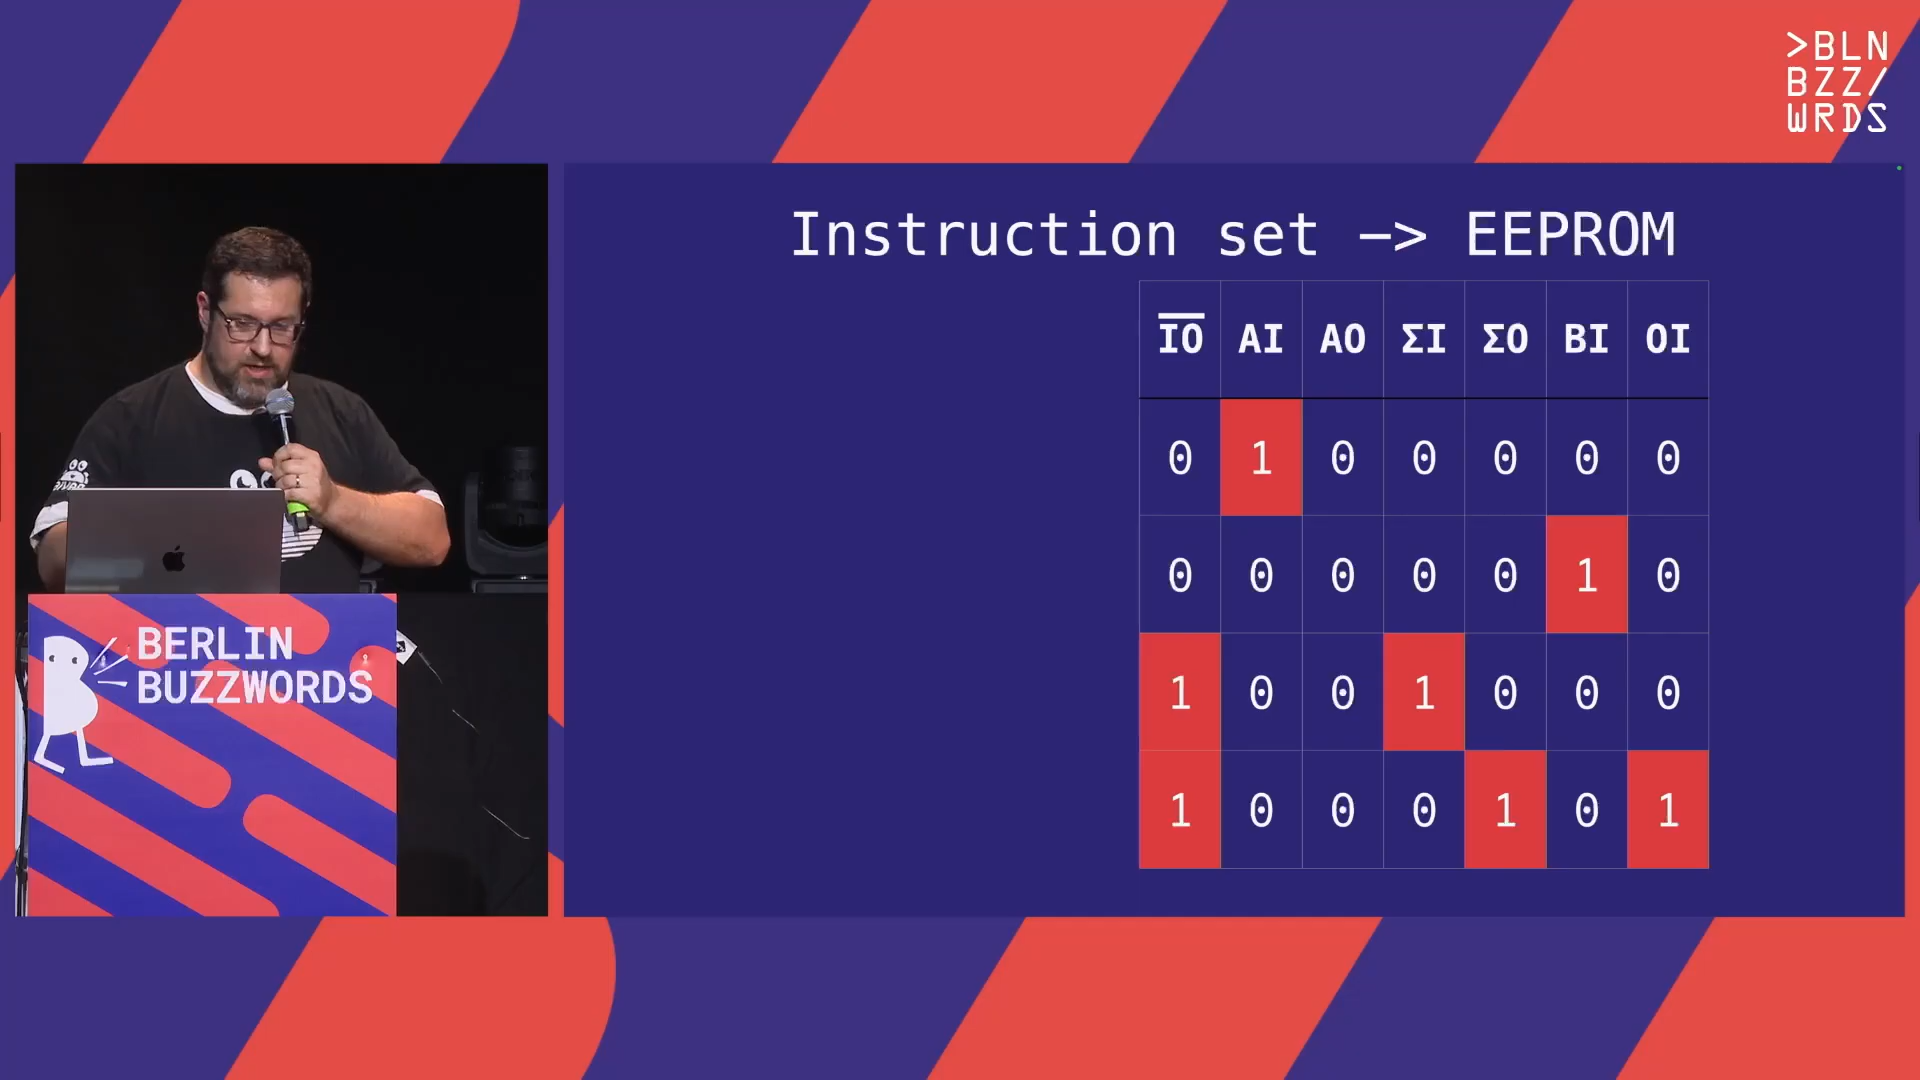 >BLN
BZZ/
WRDS
Instruction set —> EEPROM
I͞O AI AO ΣI ΣO BI OI
0 1 0 0 0 0 0
0 0 0 0 0 1 0
1 0 0 1 0 0 0
1 0 0 0 1 0 1
BERLIN
BUZZWORDS